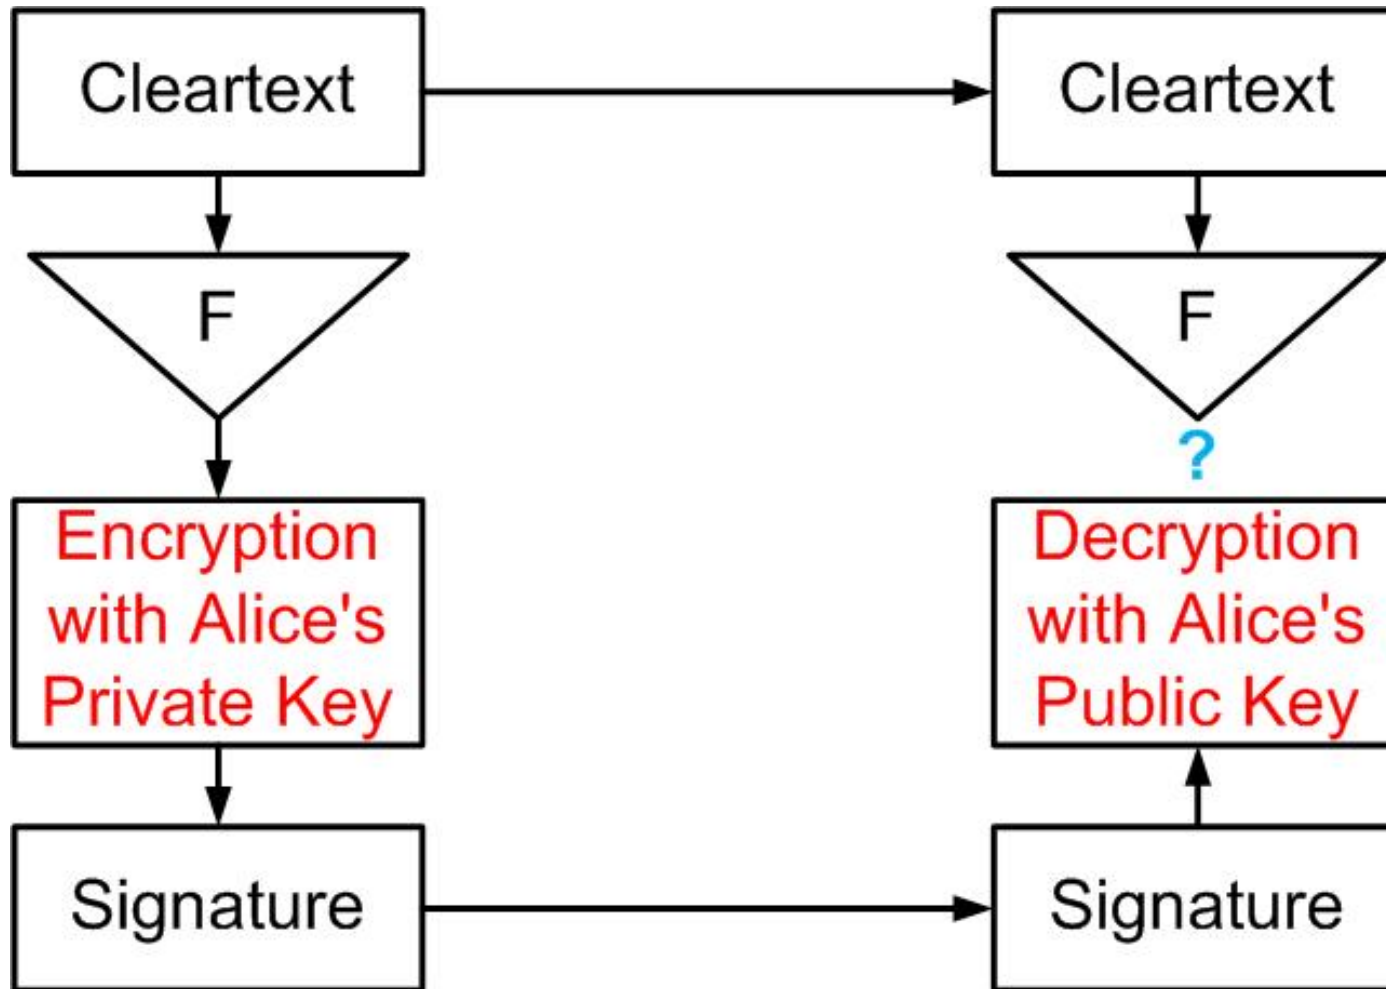 Cleartext
Cleartext
F
F
?
Encryption
with Alice's
Private Key
Decryption
with Alice's
Public Key
Signature
Signature